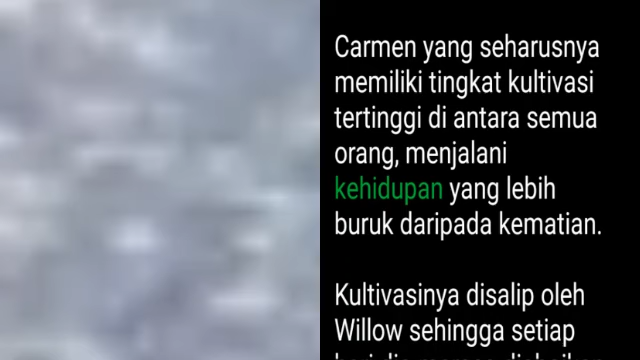 Carmen yang seharusnya
memiliki tingkat kultivasi
tertinggi di antara semua
orang, menjalani
kehidupan yang lebih
buruk daripada kematian.
Kultivasinya disalip oleh
Willow sehingga setiap